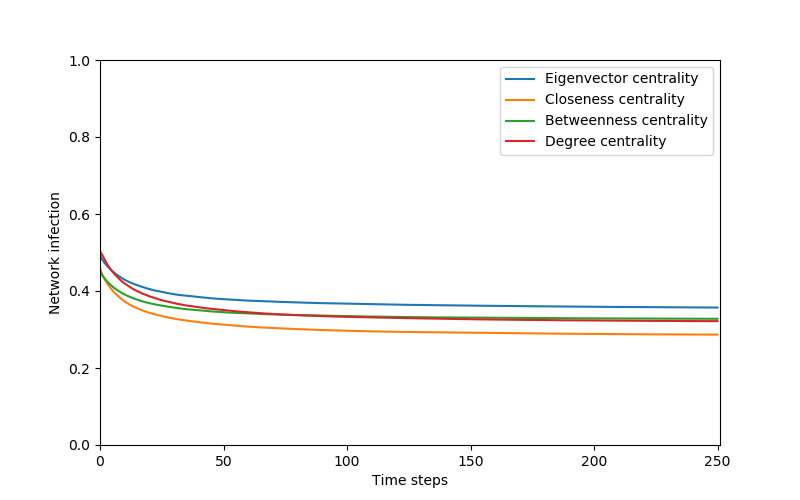 1.0
0.8
0.6
0.4
0.2
0.0
Network infection
Eigenvector centrality
Closeness centrality
Betweenness centrality
Degree centrality
0 50 100 150 200 250
Time steps